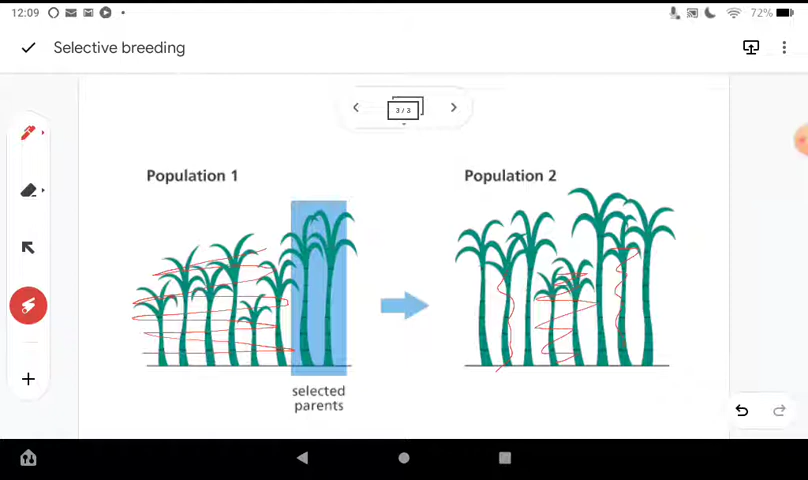 12:09
72%
Selective breeding
3 / 3
Population 1
Population 2
selected
parents